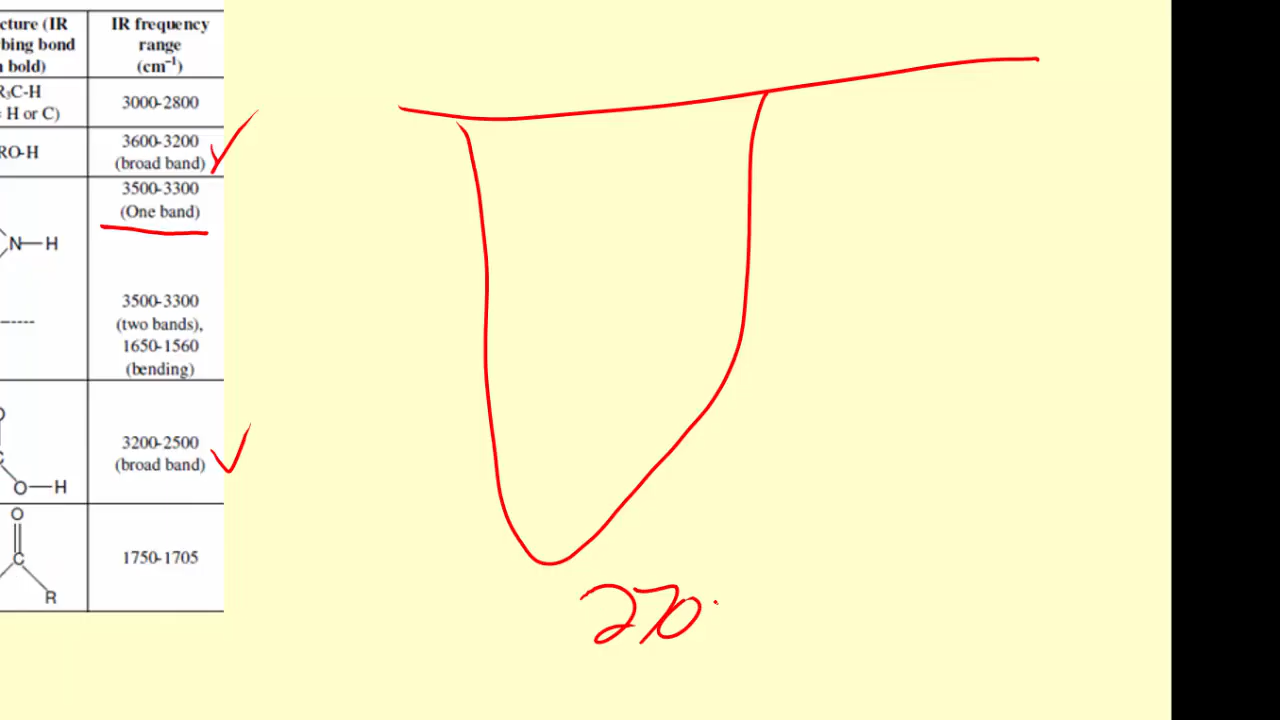 cture (IR
bing bond
bold)
IR frequency
range
(cm⁻¹)
R₃C-H
H or C)
3000-2800
RO-H
3600-3200
(broad band)
N—H
3500-3300
(One band)
3500-3300
(two bands),
1650-1560
(bending)
O—H
3200-2500
(broad band)
O
C
R
1750-1705
270